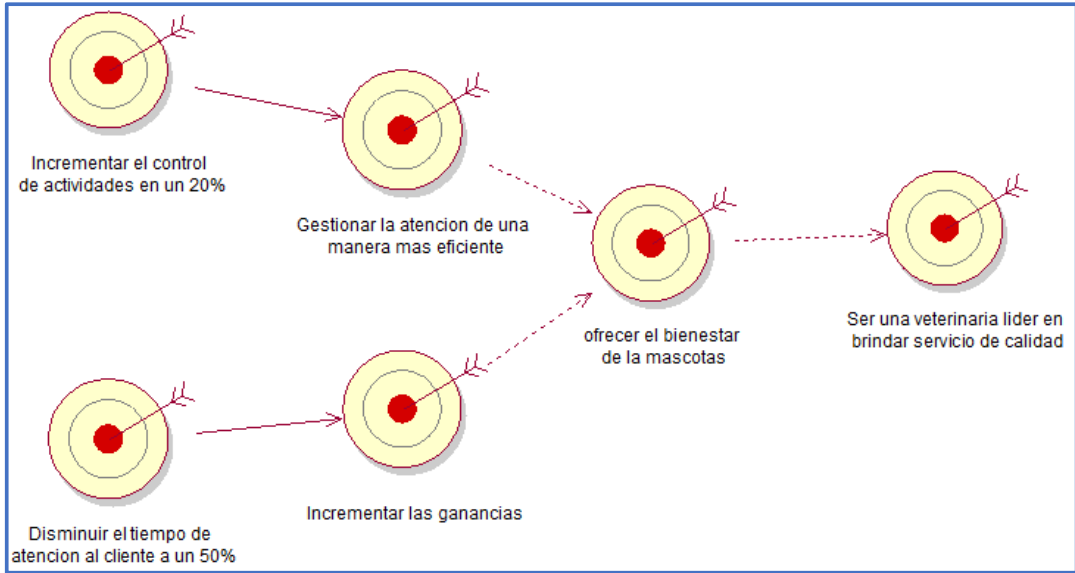 Incrementar el control
de actividades en un 20%
Gestionar la atencion de una
manera mas eficiente
ofrecer el bienestar
de la mascotas
Ser una veterinaria lider en
brindar servicio de calidad
Disminuir el tiempo de
atencion al cliente a un 50%
Incrementar las ganancias